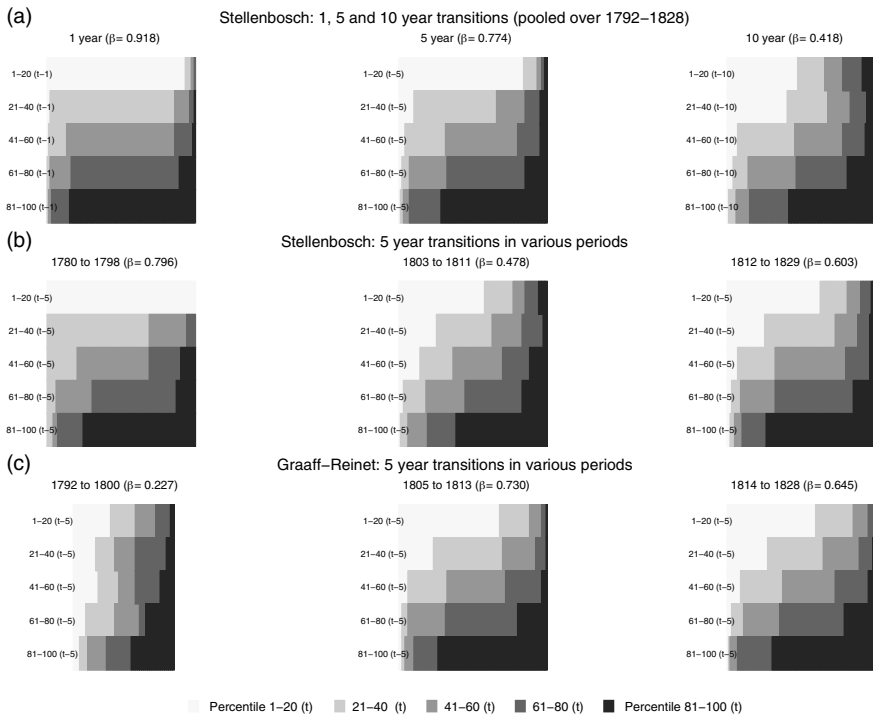 (a)
Stellenbosch: 1, 5 and 10 year transitions (pooled over 1792−1828)
1 year (β= 0.918)
1−20 (t−1)
21−40 (t−1)
41−60 (t−1)
61−80 (t−1)
81−100 (t−1)
5 year (β= 0.774)
1−20 (t−5)
21−40 (t−5)
41−60 (t−5)
61−80 (t−5)
81−100 (t−5)
10 year (β= 0.418)
1−20 (t−10)
21−40 (t−10)
41−60 (t−10)
61−80 (t−10)
81−100 (t−10
(b)
Stellenbosch: 5 year transitions in various periods
1780 to 1798 (β= 0.796)
1−20 (t−5)
21−40 (t−5)
41−60 (t−5)
61−80 (t−5)
81−100 (t−5)
1803 to 1811 (β= 0.478)
1−20 (t−5)
21−40 (t−5)
41−60 (t−5)
61−80 (t−5)
81−100 (t−5)
1812 to 1829 (β= 0.603)
1−20 (t−5)
21−40 (t−5)
41−60 (t−5)
61−80 (t−5)
81−100 (t−5)
(c)
Graaff−Reinet: 5 year transitions in various periods
1792 to 1800 (β= 0.227)
1−20 (t−5)
21−40 (t−5)
41−60 (t−5)
61−80 (t−5)
81−100 (t−5)
1805 to 1813 (β= 0.730)
1−20 (t−5)
21−40 (t−5)
41−60 (t−5)
61−80 (t−5)
81−100 (t−5)
1814 to 1828 (β= 0.645)
1−20 (t−5)
21−40 (t−5)
41−60 (t−5)
61−80 (t−5)
81−100 (t−5)
Percentile 1−20 (t) 21−40 (t) 41−60 (t) 61−80 (t) Percentile 81−100 (t)